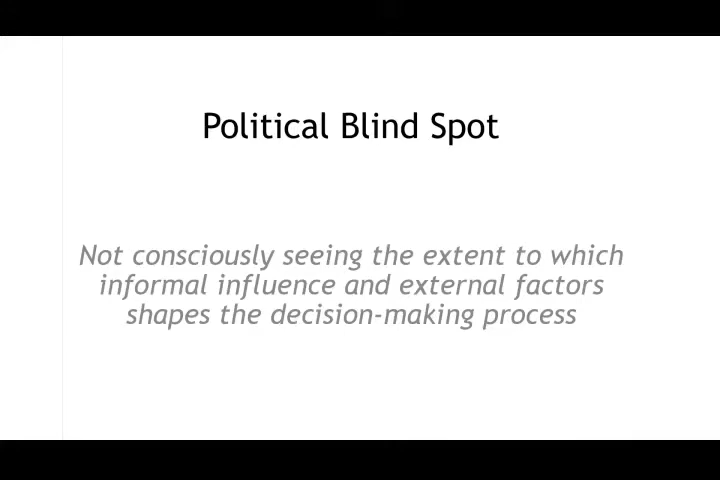 Political Blind Spot
Not consciously seeing the extent to which
informal influence and external factors
shapes the decision-making process